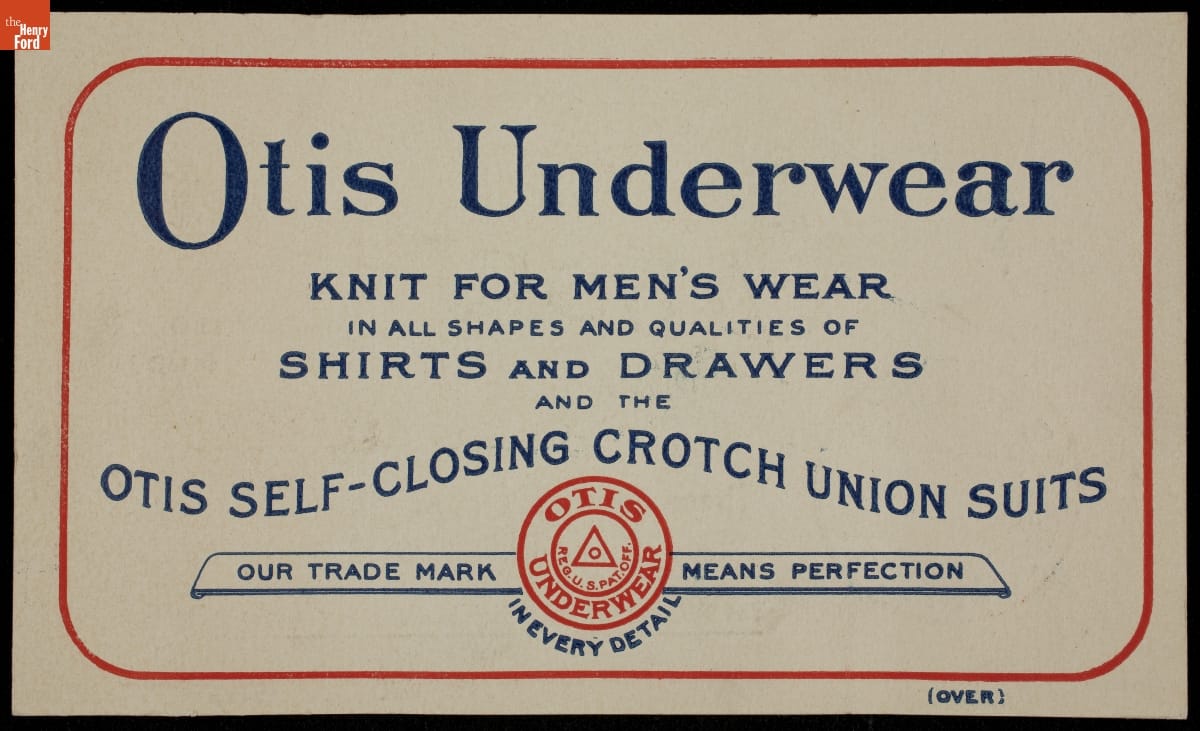 the
Henry
Ford
Otis Underwear
KNIT FOR MEN'S WEAR
IN ALL SHAPES AND QUALITIES OF
SHIRTS AND DRAWERS
AND THE
OTIS SELF-CLOSING CROTCH UNION SUITS
OUR TRADE MARK
OTIS
UNDERWEAR
REG. U. S. PAT. OFF.
MEANS PERFECTION
IN EVERY DETAIL
(OVER)